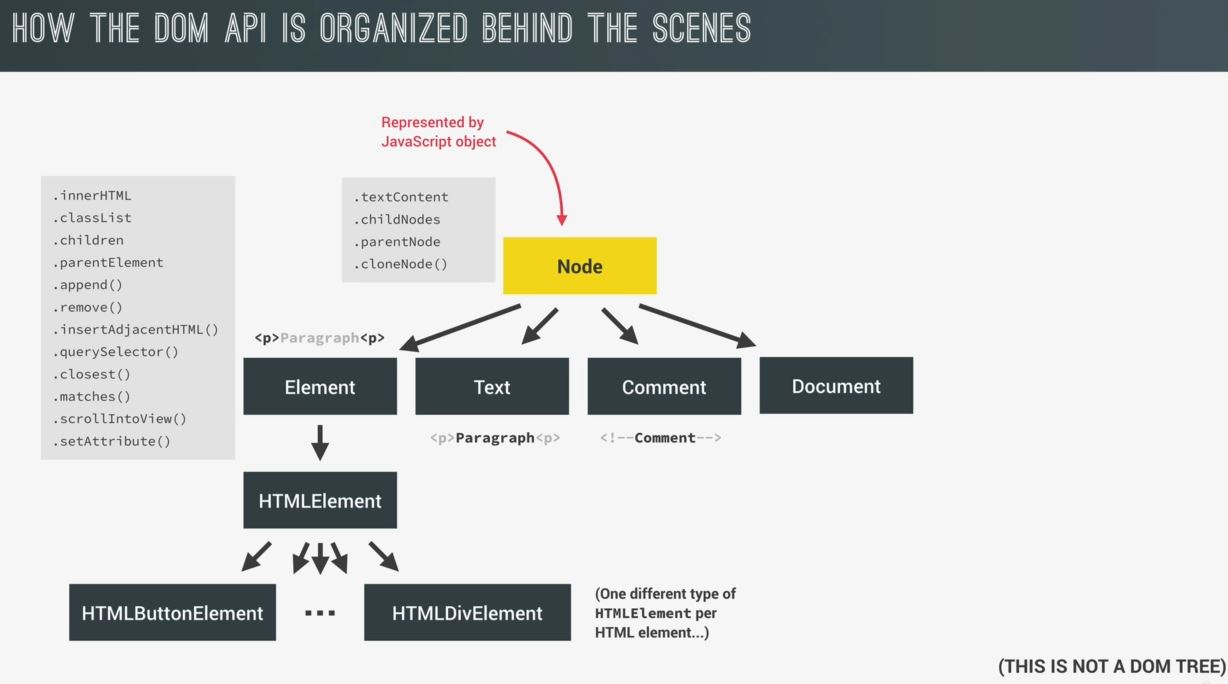 HOW THE DOM API IS ORGANIZED BEHIND THE SCENES
Represented by
JavaScript object
.innerHTML
.classList
.children
.parentElement
.append()
.remove()
.insertAdjacentHTML()
.querySelector()
.closest()
.matches()
.scrollIntoView()
.setAttribute()
.textContent
.childNodes
.parentNode
.cloneNode()
Node
<p>Paragraph<p>
Element
Text
Comment
Document
<p>Paragraph<p>
<!--Comment-->
HTMLElement
HTMLButtonElement
...
HTMLDivElement
(One different type of
HTMLElement per
HTML element...)
(THIS IS NOT A DOM TREE)